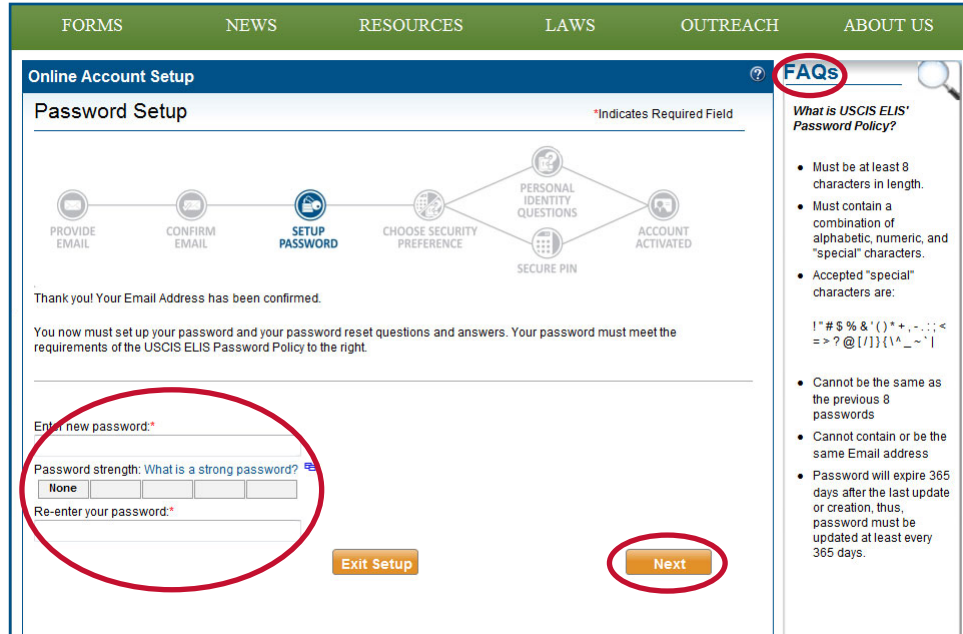 FORMS NEWS RESOURCES LAWS OUTREACH ABOUT US
Online Account Setup ?
Password Setup
*Indicates Required Field
PROVIDE
EMAIL
CONFIRM
EMAIL
SETUP
PASSWORD
CHOOSE SECURITY
PREFERENCE
PERSONAL
IDENTITY
QUESTIONS
SECURE PIN
ACCOUNT
ACTIVATED
Thank you! Your Email Address has been confirmed.
You now must set up your password and your password reset questions and answers. Your password must meet the
requirements of the USCIS ELIS Password Policy to the right.
Enter new password:*
Password strength: What is a strong password?
None
Re-enter your password:*
Exit Setup
Next
FAQs
What is USCIS ELIS'
Password Policy?
• Must be at least 8
characters in length.
• Must contain a
combination of
alphabetic, numeric, and
"special" characters.
• Accepted "special"
characters are:
! " # $ % & ' ( ) * + , - . : ; <
= > ? @ [ / ] } { \ ^ _ ~ ` |
• Cannot be the same as
the previous 8
passwords
• Cannot contain or be the
same Email address
• Password will expire 365
days after the last update
or creation, thus,
password must be
updated at least every
365 days.